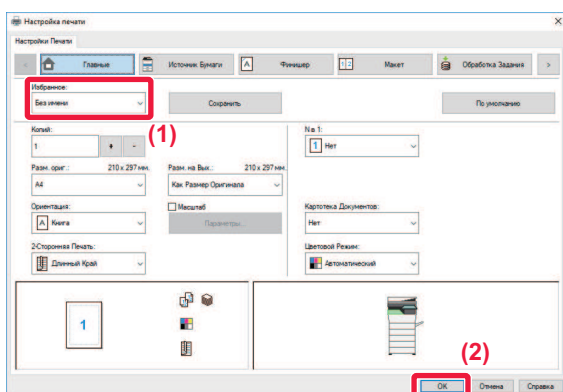 Настройка печати
Настройки Печати
Главные Источник Бумаги Финишер Макет Обработка Задания
Избранное:
Без имени Сохранить По умолчанию
(1)
Копий: N в 1:
1 + - 1 Нет
Разм. ориг.: 210 x 297 мм. Разм. на Вых.: 210 x 297 мм.
A4 Как Размер Оригинала
Ориентация: Масштаб Картотека Документов:
A Книга Параметры... Нет
2-Сторонняя Печать: Цветовой Режим:
Длинный Край Автоматический
1
(2)
OK Отмена Справка